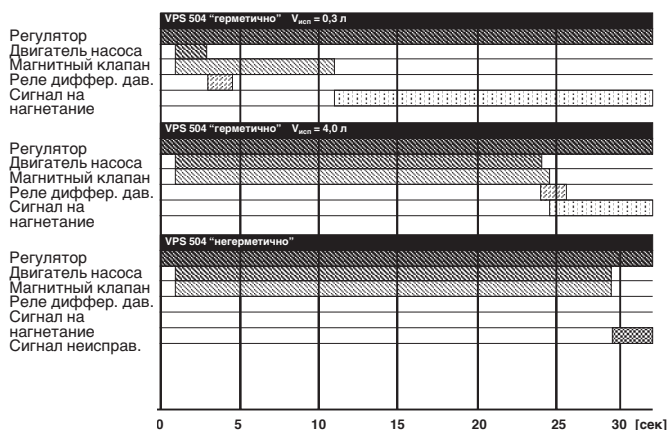 VPS 504 “герметично” Vисп = 0,3 л
Регулятор
Двигатель насоса
Магнитный клапан
Реле диффер. дав.
Сигнал на
нагнетание
VPS 504 “герметично” Vисп = 4,0 л
Регулятор
Двигатель насоса
Магнитный клапан
Реле диффер. дав.
Сигнал на
нагнетание
VPS 504 “негерметично”
Регулятор
Двигатель насоса
Магнитный клапан
Реле диффер. дав.
Сигнал на
нагнетание
Сигнал неисправ.
0 5 10 15 20 25 30 [сек]